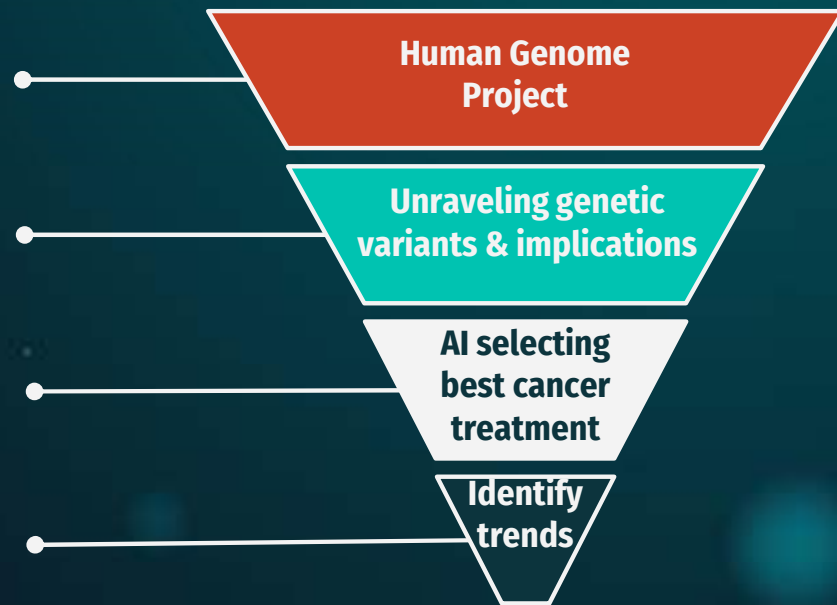 Human Genome
Project
Unraveling genetic
variants & implications
AI selecting
best cancer
treatment
Identify
trends